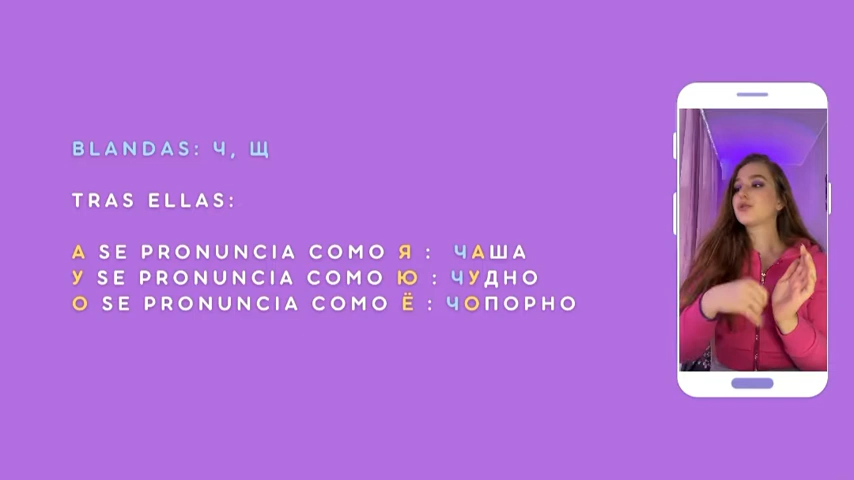 BLANDAS: Ч, Щ
TRAS ELLAS:
А SE PRONUNCIA COMO Я : ЧАША
У SE PRONUNCIA COMO Ю : ЧУДНО
О SE PRONUNCIA COMO Ё : ЧОПОРНО